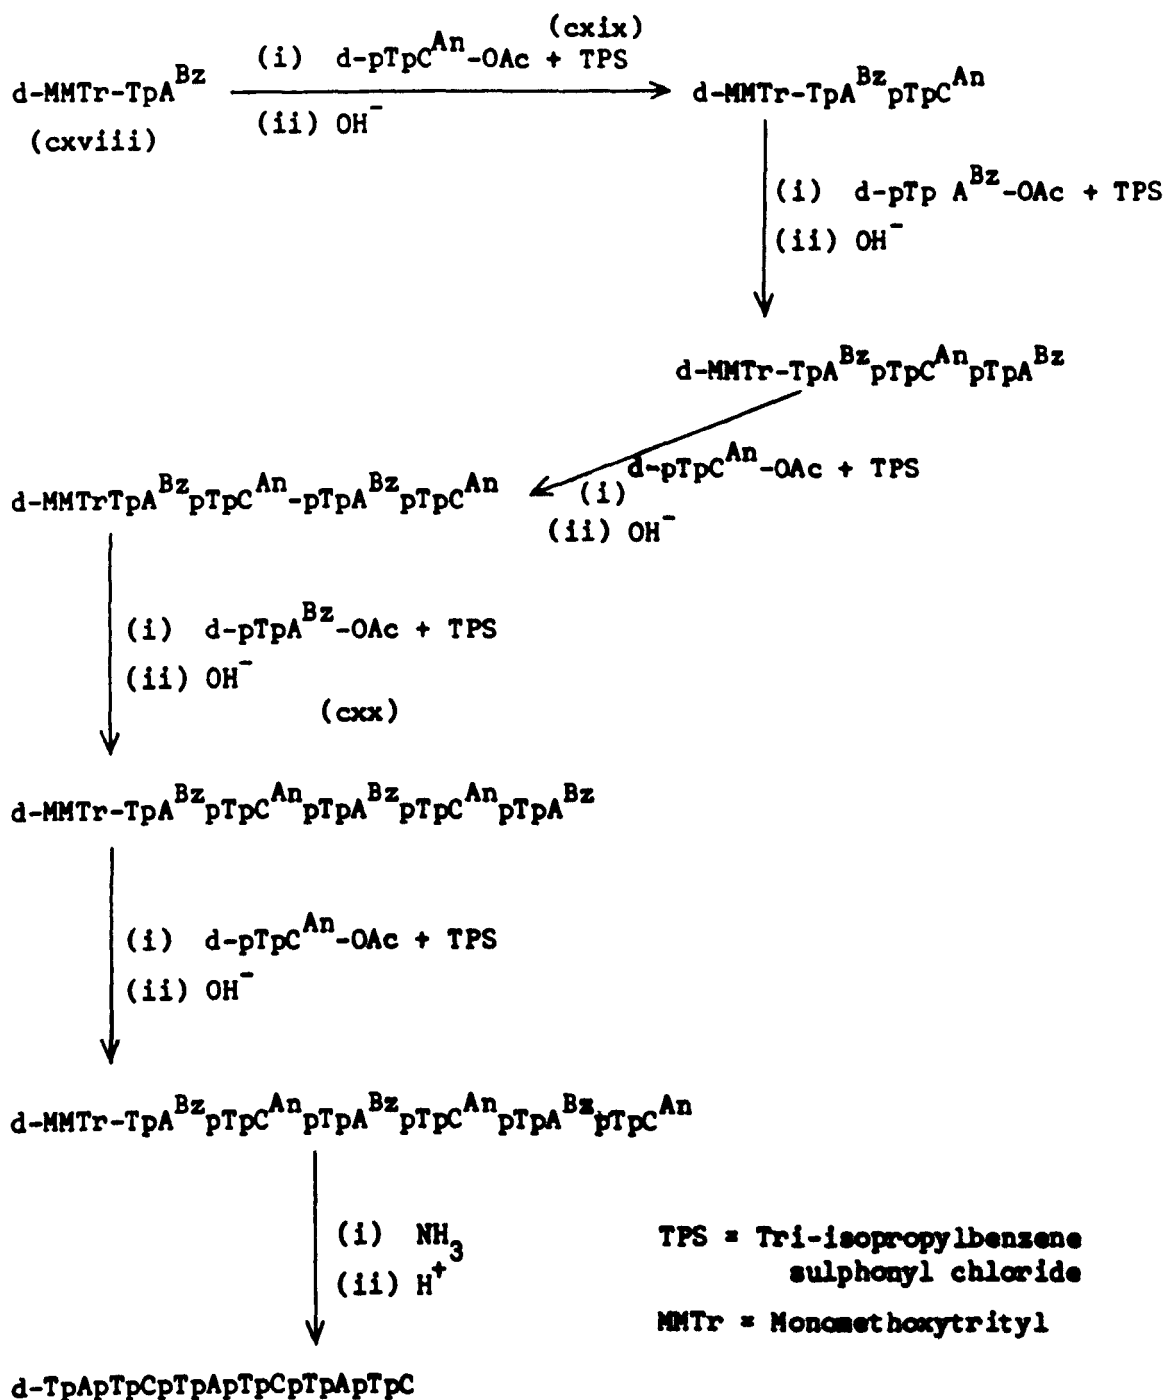 (cxix)
(i) d-pTpC^An-OAc + TPS
d-MMTr-TpA^Bz
(ii) OH^-
d-MMTr-TpA^Bz pTpC^An
(cxviii)
(i) d-pTp A^Bz-OAc + TPS
(ii) OH^-
d-MMTr-TpA^Bz pTpC^An pTpA^Bz
d-pTpC^An-OAc + TPS
(i)
(ii) OH^-
d-MMTrTpA^Bz pTpC^An-pTpA^Bz pTpC^An
(i) d-pTpA^Bz-OAc + TPS
(ii) OH^-
(cxx)
d-MMTr-TpA^Bz pTpC^An pTpA^Bz pTpC^An pTpA^Bz
(i) d-pTpC^An-OAc + TPS
(ii) OH^-
d-MMTr-TpA^Bz pTpC^An pTpA^Bz pTpC^An pTpA^Bz pTpC^An
(i) NH_3
(ii) H^+
TPS = Tri-isopropylbenzene
sulphonyl chloride
MMTr = Monomethoxytrityl
d-TpApTpCpTpApTpCpTpApTpC